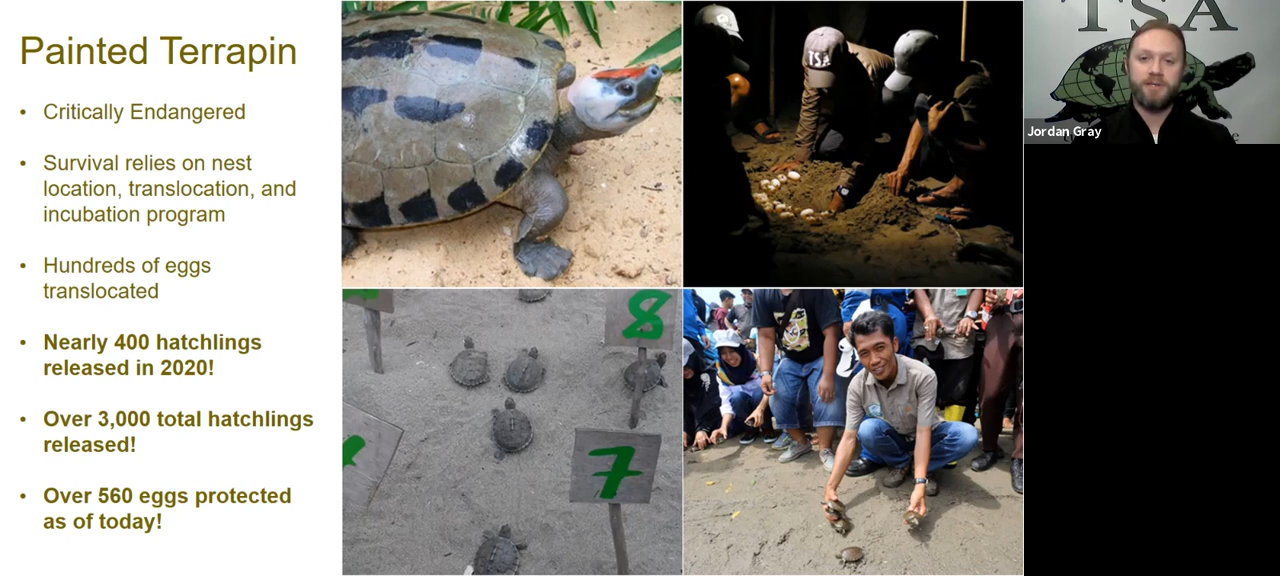 Painted Terrapin
• Critically Endangered
• Survival relies on nest
location, translocation, and
incubation program
• Hundreds of eggs
translocated
• Nearly 400 hatchlings
released in 2020!
• Over 3,000 total hatchlings
released!
• Over 560 eggs protected
as of today!
TSA
8
7
TSA
Jordan Gray